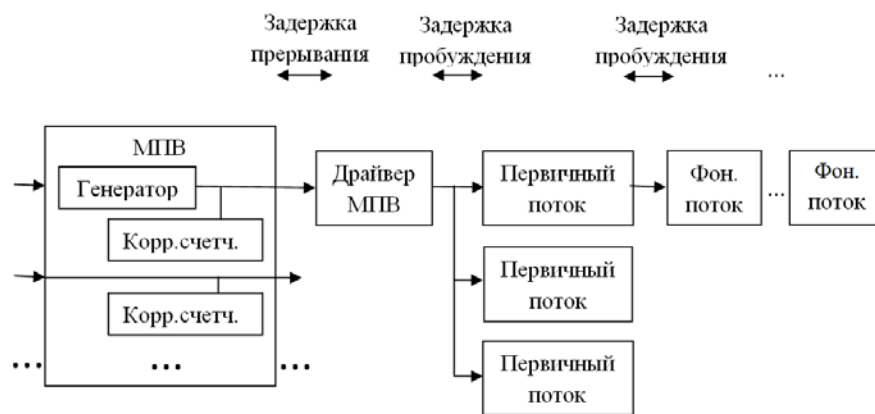 Задержка
прерывания
Задержка
пробуждения
Задержка
пробуждения
...
МПВ
Генератор
Корр.счетч.
Корр.счетч.
... ... ...
Драйвер
МПВ
Первичный
поток
Первичный
поток
Первичный
поток
Фон.
поток
...
Фон.
поток